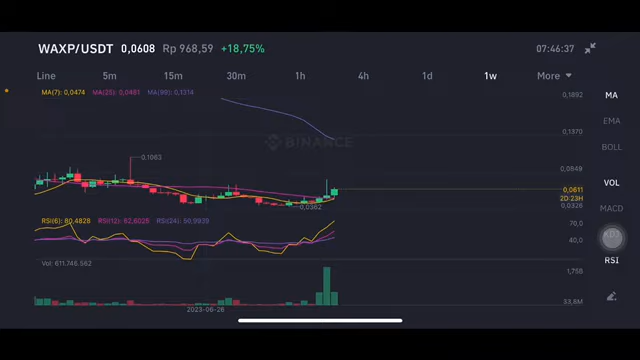 WAXP/USDT 0,0608 Rp 968,59 +18,75% 07:46:37
Line 5m 15m 30m 1h 4h 1d 1w More
MA(7): 0,0474 MA(25): 0,0491 MA(99): 0,1314
0,1892
MA
EMA
0,1370
BINANCE
BOLL
0,1063
0,0949
VOL
0,0611
2D-23H
0,0362
0,0326
MACD
RSI(6): 80,4828 RSI(12): 62,6026 RSI(24): 50,9939
70,0
40,0
KDJ
RSI
Vol: 611.746.562
1,75B
33,8M
2023-06-26